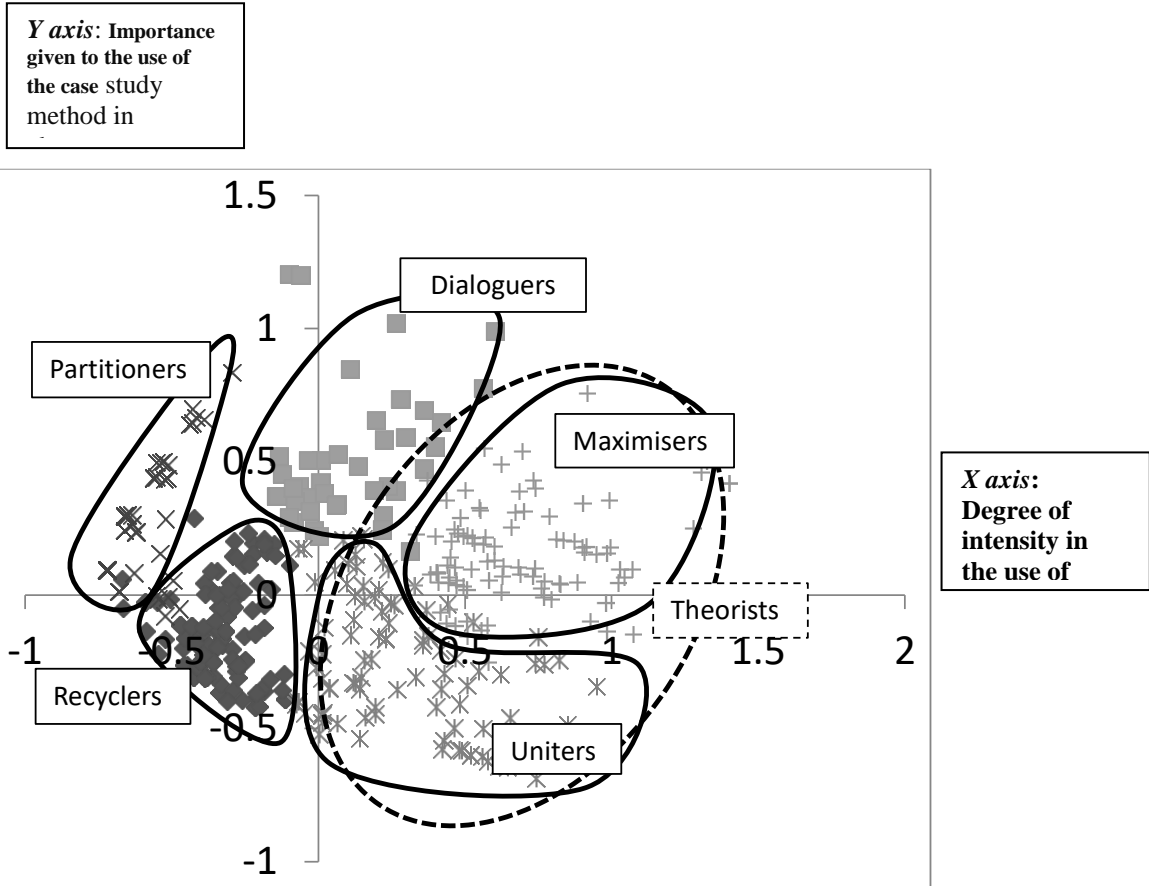 Y axis: Importance
given to the use of
the case study
method in
1.5
Dialoguers
1
Partitioners
Maximisers
0.5
X axis:
Degree of
intensity in
the use of
0
Theorists
-1
-0.5
0
0.5
1
1.5
2
Recyclers
-0.5
Uniters
-1